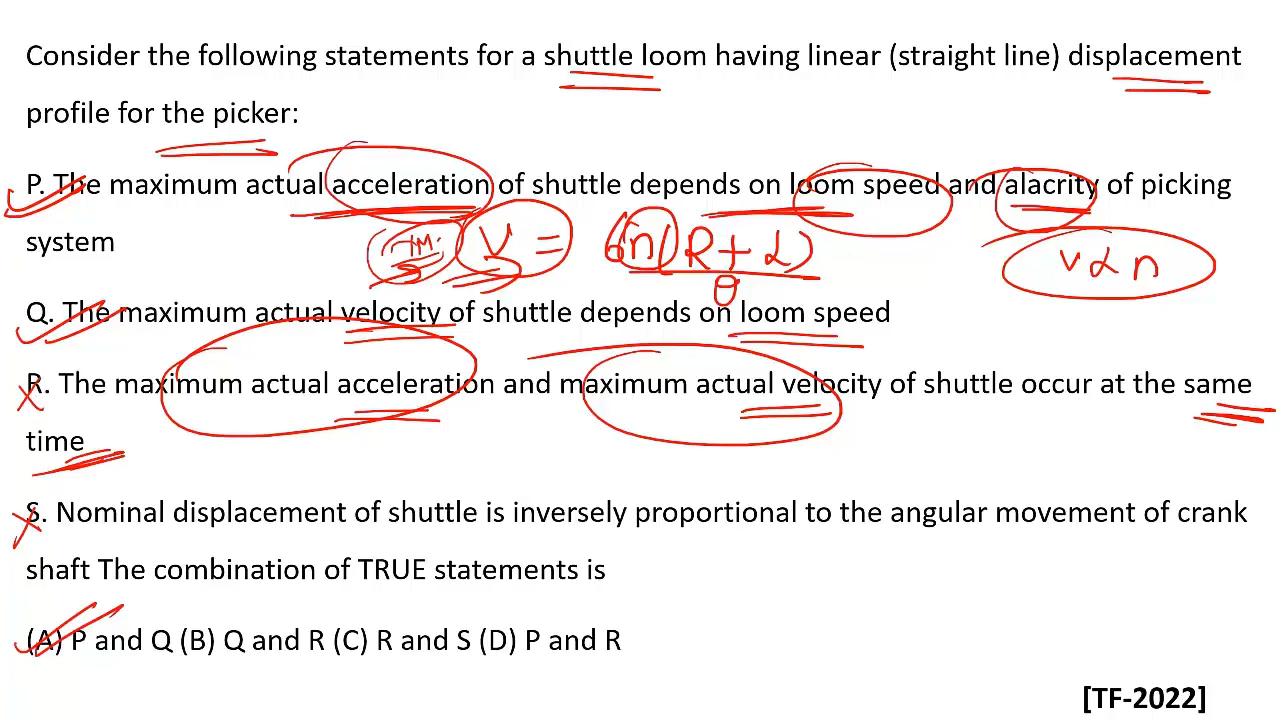 Consider the following statements for a shuttle loom having linear (straight line) displacement
profile for the picker:
P. The maximum actual acceleration of shuttle depends on loom speed and alacrity of picking
system
V = 6n(R+L)
θ
V α n
Q. The maximum actual velocity of shuttle depends on loom speed
R. The maximum actual acceleration and maximum actual velocity of shuttle occur at the same
time
S. Nominal displacement of shuttle is inversely proportional to the angular movement of crank
shaft The combination of TRUE statements is
(A) P and Q (B) Q and R (C) R and S (D) P and R
[TF-2022]